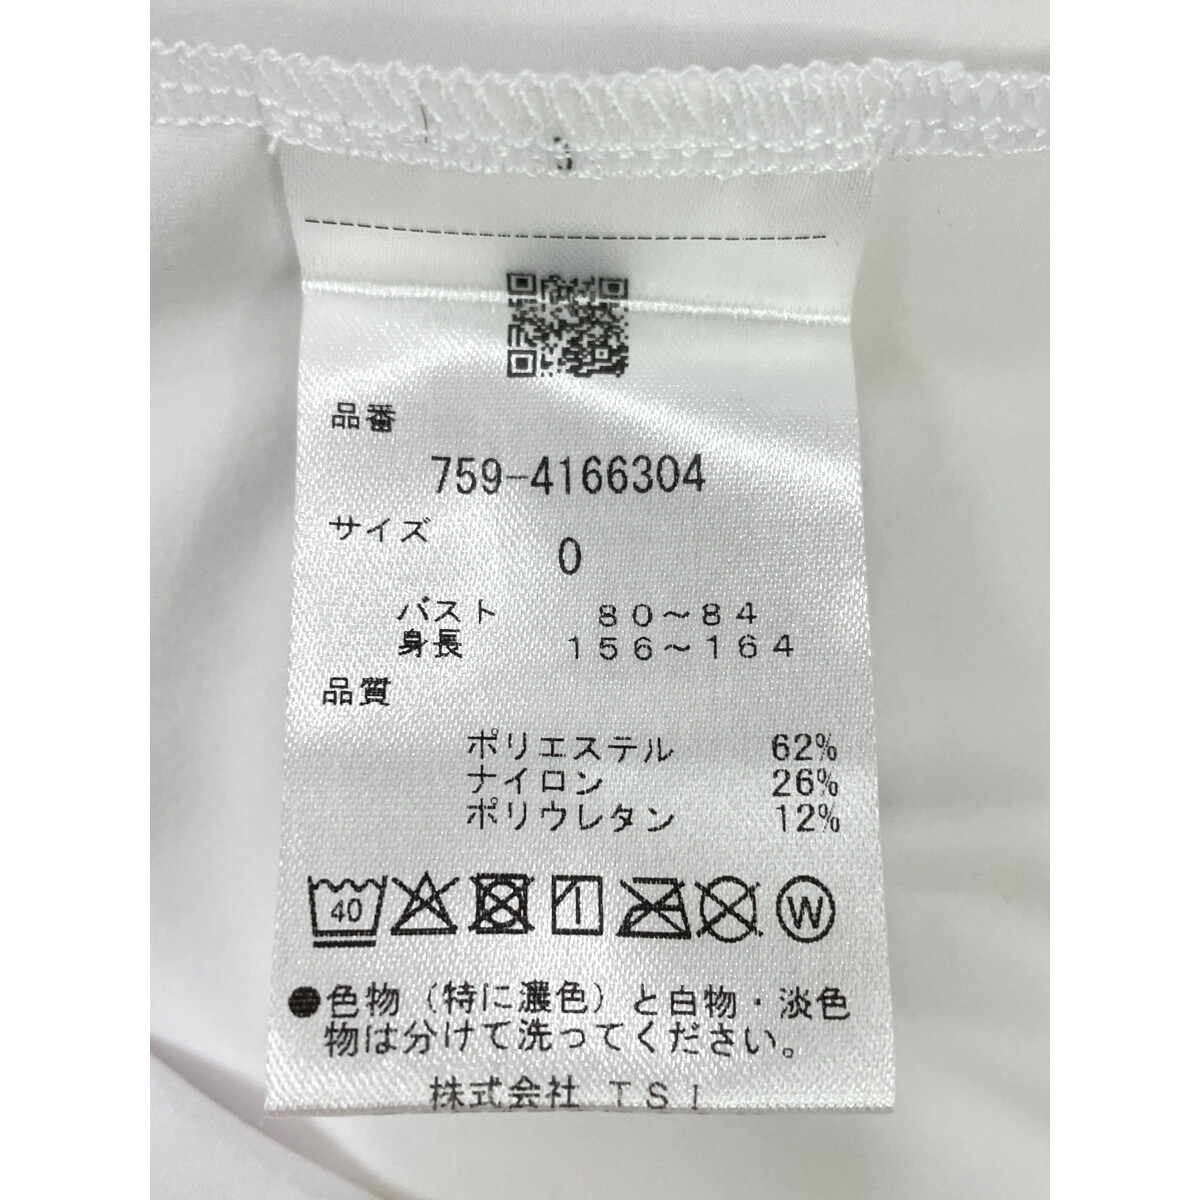 品番
759-4166304
サイズ
0
バスト 80～84
身長 156～164
品質
ポリエステル 62%
ナイロン 26%
ポリウレタン 12%
40 W
●色物(特に濃色)と白物・淡色
物は分けて洗ってください。
株式会社 TSI